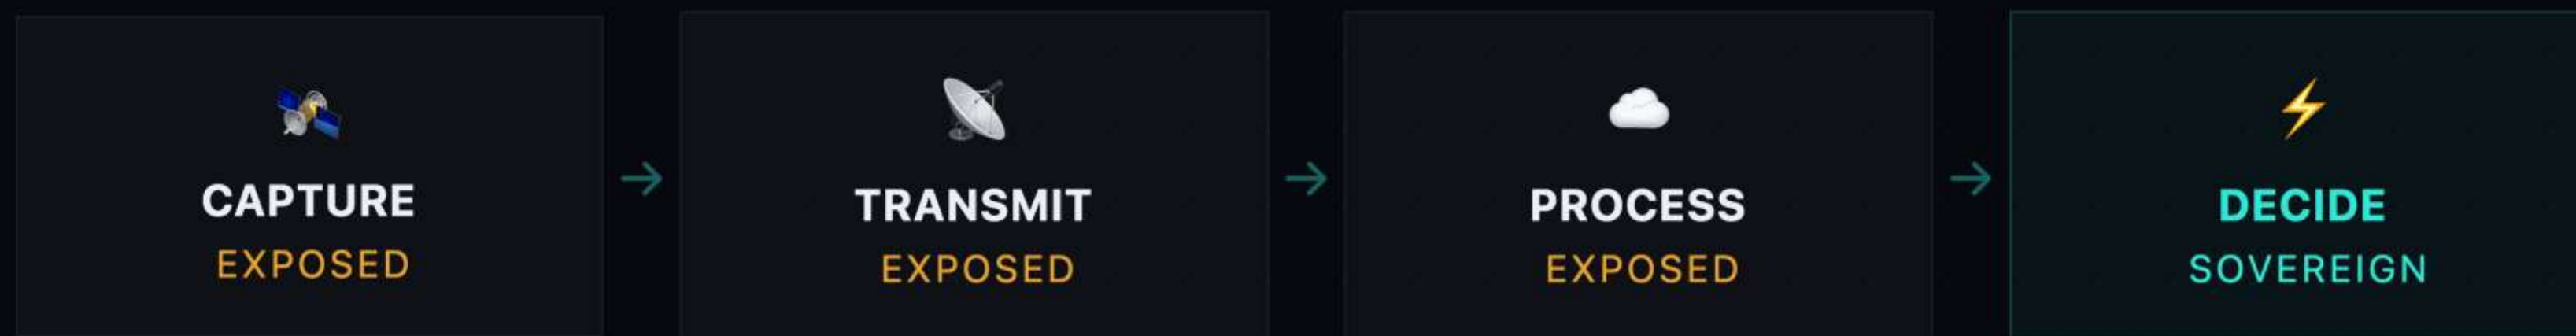 CAPTURE
EXPOSED
TRANSMIT
EXPOSED
PROCESS
EXPOSED
DECIDE
SOVEREIGN